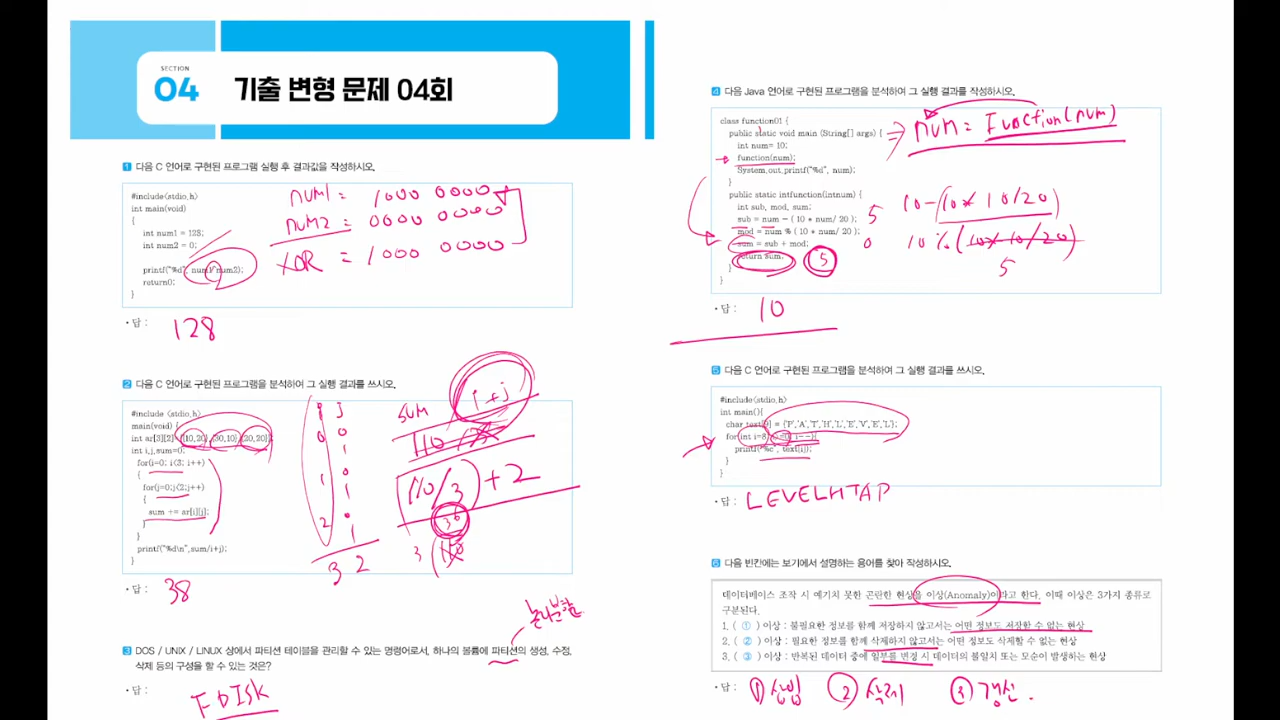 SECTION
04
기출 변형 문제 04회
1 다음 C 언어로 구현된 프로그램 실행 후 결과값을 작성하시오.
#include<stdio.h>
int main(void)
{
int num1 = 128;
int num2 = 0;
printf("%d", num1^num2);
return0;
}
num1 = 1000 0000
num2 = 0000 0000
XOR = 1000 0000
• 답 :
128
2 다음 C 언어로 구현된 프로그램을 분석하여 그 실행 결과를 쓰시오.
#include <stdio.h>
main(void) {
int ar[3][2] {10,20},{30,10},{20,20}
int i,j,sum=0;
for(i=0; i<3; i++)
{
for(j=0;j<2;j++)
{
sum += ar[i][j];
}
}
printf("%d\n",sum/i+j);
}
i j
0 0
1
1 0
1
2 0
1
3 2
SUM i+j
110/
110/3 + 2
36
3
• 답 :
38
3 DOS / UNIX / LINUX 상에서 파티션 테이블을 관리할 수 있는 명령어로서, 하나의 볼륨에 파티션의 생성, 수정,
삭제 등의 구성을 할 수 있는 것은?
• 답 :
FDISK
4 다음 Java 언어로 구현된 프로그램을 분석하여 그 실행 결과를 작성하시오.
class function01 {
public static void main (String[] args) {
int num= 10;
function(num);
System.out.printf("%d", num);
}
public static intfunction(intnum) {
int sub, mod, sum;
sub = num - ( 10 * num/ 20 );
mod = num % ( 10 * num/ 20 );
sum = sub + mod;
return sum;
}
}
num = Function(num)
5 10-(10* 10/20)
0 10%(10*10/20)
5
5
• 답 :
10
5 다음 C 언어로 구현된 프로그램을 분석하여 그 실행 결과를 쓰시오.
#include<stdio.h>
int main(){
char text[9] = {'P','A','T','H','L','E','V','E','L'};
for(int i=8; i>=0; i--){
printf("%c", text[i]);
}
}
• 답 :
LEVELHTAP
6 다음 빈칸에는 보기에서 설명하는 용어를 찾아 작성하시오.
데이터베이스 조작 시 예기치 못한 곤란한 현상을 이상(Anomaly)이라고 한다. 이때 이상은 3가지 종류로
구분된다.
1. ( ① ) 이상 : 불필요한 정보를 함께 저장하지 않고서는 어떤 정보도 저장할 수 없는 현상
2. ( ② ) 이상 : 필요한 정보를 함께 삭제하지 않고서는 어떤 정보도 삭제할 수 없는 현상
3. ( ③ ) 이상 : 반복된 데이터 중에 일부를 변경 시 데이터의 불일치 또는 모순이 발생하는 현상
• 답 :
① 삽입 ② 삭제 ③ 갱신.